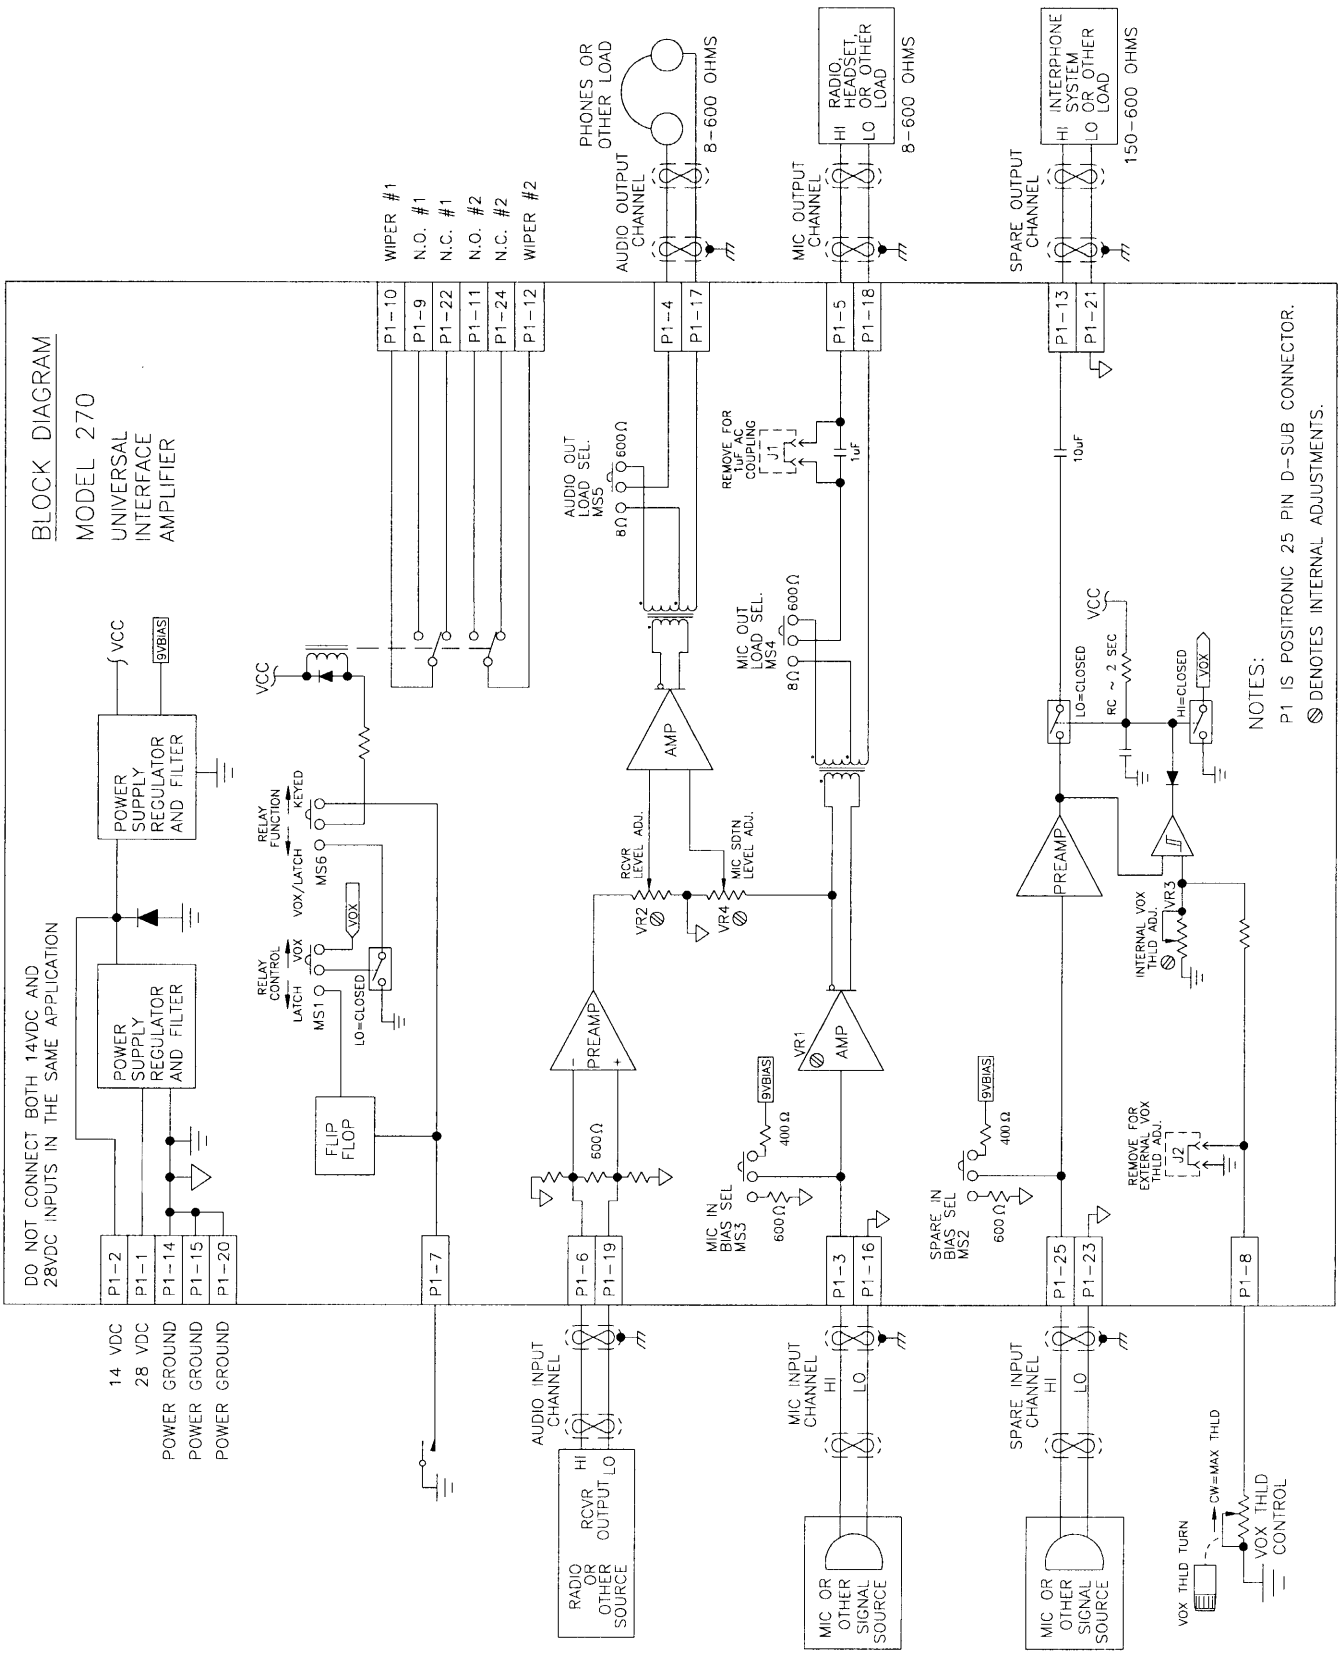 BLOCK DIAGRAM
MODEL 270
UNIVERSAL
INTERFACE
AMPLIFIER
DO NOT CONNECT BOTH 14VDC AND
28VDC INPUTS IN THE SAME APPLICATION
14 VDC
P1-2
28 VDC
P1-1
POWER GROUND
P1-14
POWER GROUND
P1-15
POWER GROUND
P1-20
POWER
SUPPLY
REGULATOR
AND FILTER
POWER
SUPPLY
REGULATOR
AND FILTER
VCC
9VBIAS
P1-7
FLIP
FLOP
RELAY
CONTROL
LATCH
VOX
MS1
VOX
LO=CLOSED
RELAY
FUNCTION
VOX/LATCH
KEYED
MS6
VCC
P1-10
WIPER #1
P1-9
N.O. #1
P1-22
N.C. #1
P1-11
N.O. #2
P1-24
N.C. #2
P1-12
WIPER #2
RADIO
OR
OTHER
SOURCE
RCVR
OUTPUT
HI
LO
AUDIO INPUT
CHANNEL
P1-6
P1-19
600Ω
PREAMP
-
+
VR2
RCVR
LEVEL ADJ.
VR4
MIC SDTN
LEVEL ADJ.
AMP
AUDIO OUT
LOAD SEL.
MS5
8Ω
600Ω
P1-4
P1-17
AUDIO OUTPUT
CHANNEL
PHONES OR
OTHER LOAD
8-600 OHMS
MIC OR
OTHER
SIGNAL
SOURCE
MIC INPUT
CHANNEL
HI
LO
P1-3
P1-16
MIC IN
BIAS SEL
MS3
600Ω
400Ω
9VBIAS
VR1
AMP
MIC OUT
LOAD SEL.
MS4
8Ω
600Ω
REMOVE FOR
1uF AC
COUPLING
J1
1uF
P1-5
P1-18
MIC OUTPUT
CHANNEL
HI
LO
RADIO,
HEADSET,
OR OTHER
LOAD
8-600 OHMS
MIC OR
OTHER
SIGNAL
SOURCE
SPARE INPUT
CHANNEL
HI
LO
P1-25
P1-23
SPARE IN
BIAS SEL
MS2
600Ω
400Ω
9VBIAS
PREAMP
LO=CLOSED
RC ~ 2 SEC
VCC
HI=CLOSED
VOX
10uF
P1-13
P1-21
SPARE OUTPUT
CHANNEL
HI
LO
INTERPHONE
SYSTEM
OR OTHER
LOAD
150-600 OHMS
INTERNAL VOX
THLD ADJ.
VR3
REMOVE FOR
EXTERNAL VOX
THLD ADJ.
J2
P1-8
VOX THLD TURN
CW=MAX THLD
VOX THLD
CONTROL
NOTES:
P1 IS POSITRONIC 25 PIN D-SUB CONNECTOR.
DENOTES INTERNAL ADJUSTMENTS.